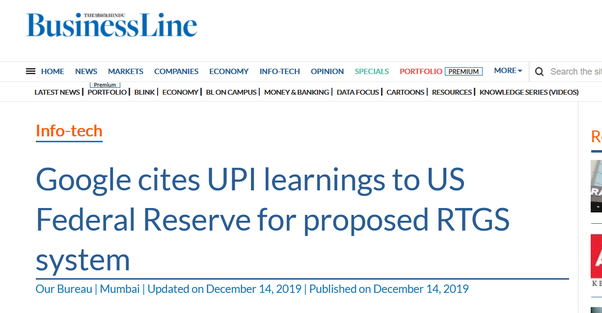 THE HINDU
BusinessLine
HOME NEWS MARKETS COMPANIES ECONOMY INFO-TECH OPINION SPECIALS PORTFOLIO PREMIUM MORE Search the sit
Premium
LATEST NEWS | PORTFOLIO | BLINK | ECONOMY | BL ON CAMPUS | MONEY & BANKING | DATA FOCUS | CARTOONS | RESOURCES | KNOWLEDGE SERIES (VIDEOS)
Info-tech
R
Google cites UPI learnings to US
Federal Reserve for proposed RTGS
system
Our Bureau | Mumbai | Updated on December 14, 2019 | Published on December 14, 2019